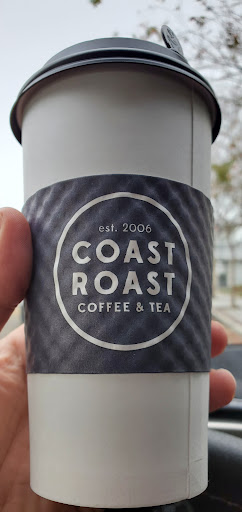 est. 2006
COAST
ROAST
COFFEE & TEA